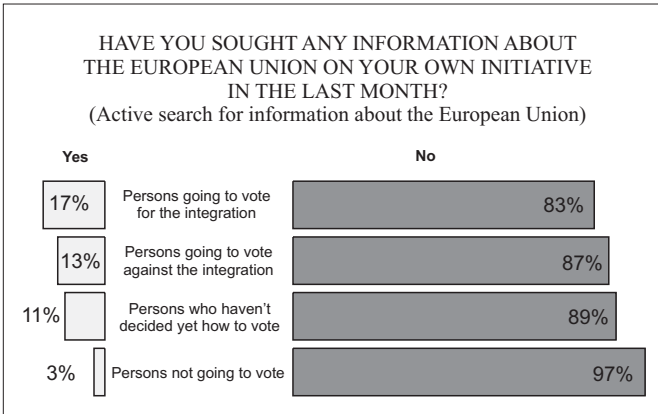 HAVE YOU SOUGHT ANY INFORMATION ABOUT
THE EUROPEAN UNION ON YOUR OWN INITIATIVE
IN THE LAST MONTH?
(Active search for information about the European Union)
Yes
No
17%
Persons going to vote
for the integration
83%
13%
Persons going to vote
against the integration
87%
11%
Persons who haven't
decided yet how to vote
89%
3%
Persons not going to vote
97%